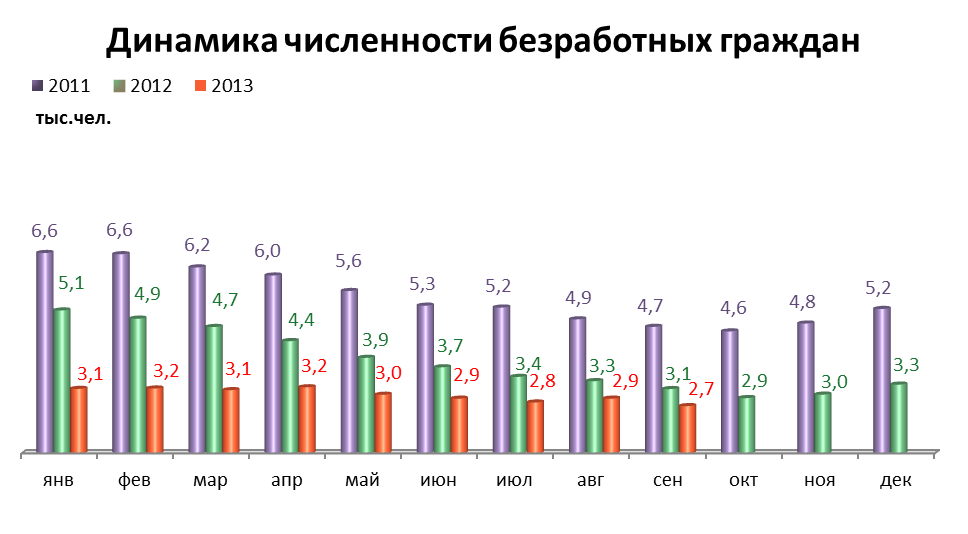 Динамика численности безработных граждан
2011 2012 2013
тыс.чел.
6,6 6,6 6,2 6,0 5,6 5,3 5,2 4,9 4,7 4,6 4,8 5,2
5,1 4,9 4,7 4,4 3,9 3,7 3,4 3,3 3,1 2,9 3,0 3,3
3,1 3,2 3,1 3,2 3,0 2,9 2,8 2,9 2,7
янв фев мар апр май июн июл авг сен окт ноя дек